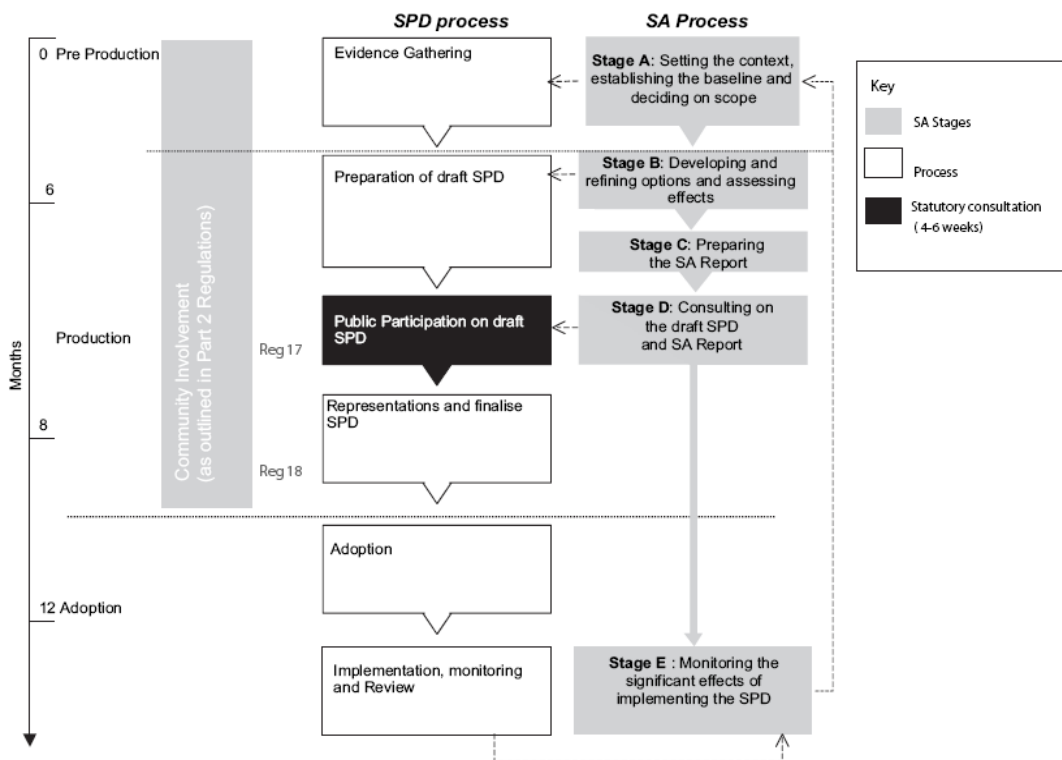 SPD process
SA Process
0 Pre Production
Evidence Gathering
Stage A: Setting the context,
establishing the baseline and
deciding on scope
Key
SA Stages
Process
Statutory consultation
( 4-6 weeks)
6
Preparation of draft SPD
Stage B: Developing and
refining options and assessing
effects
Stage C: Preparing
the SA Report
Community Involvement
(as outlined in Part 2 Regulations)
Months
Production
Reg 17
Public Participation on draft
SPD
Stage D: Consulting on
the draft SPD
and SA Report
Representations and finalise
SPD
8
Reg 18
Adoption
12 Adoption
Implementation, monitoring
and Review
Stage E : Monitoring the
significant effects of
implementing the SPD